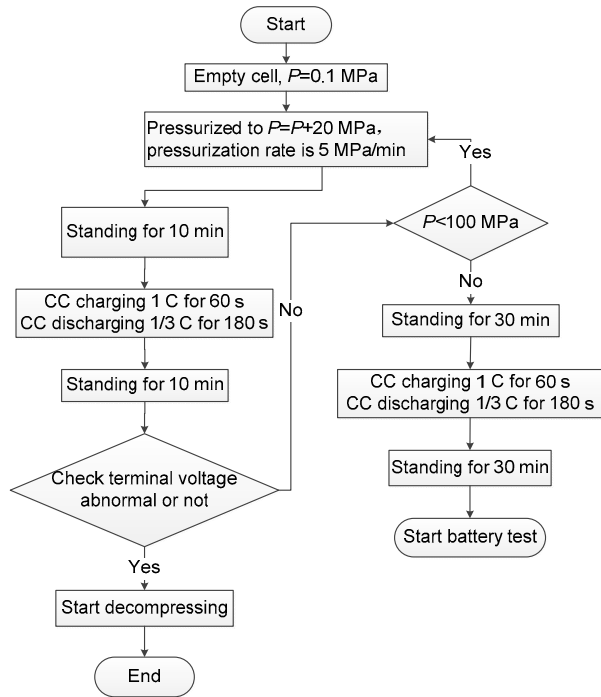 Start
Empty cell, P=0.1 MPa
Pressurized to P=P+20 MPa,
pressurization rate is 5 MPa/min
Yes
Standing for 10 min
P<100 MPa
No
CC charging 1 C for 60 s
CC discharging 1/3 C for 180 s
No
Standing for 30 min
Standing for 10 min
CC charging 1 C for 60 s
CC discharging 1/3 C for 180 s
Check terminal voltage
abnormal or not
Standing for 30 min
Start battery test
Yes
Start decompressing
End